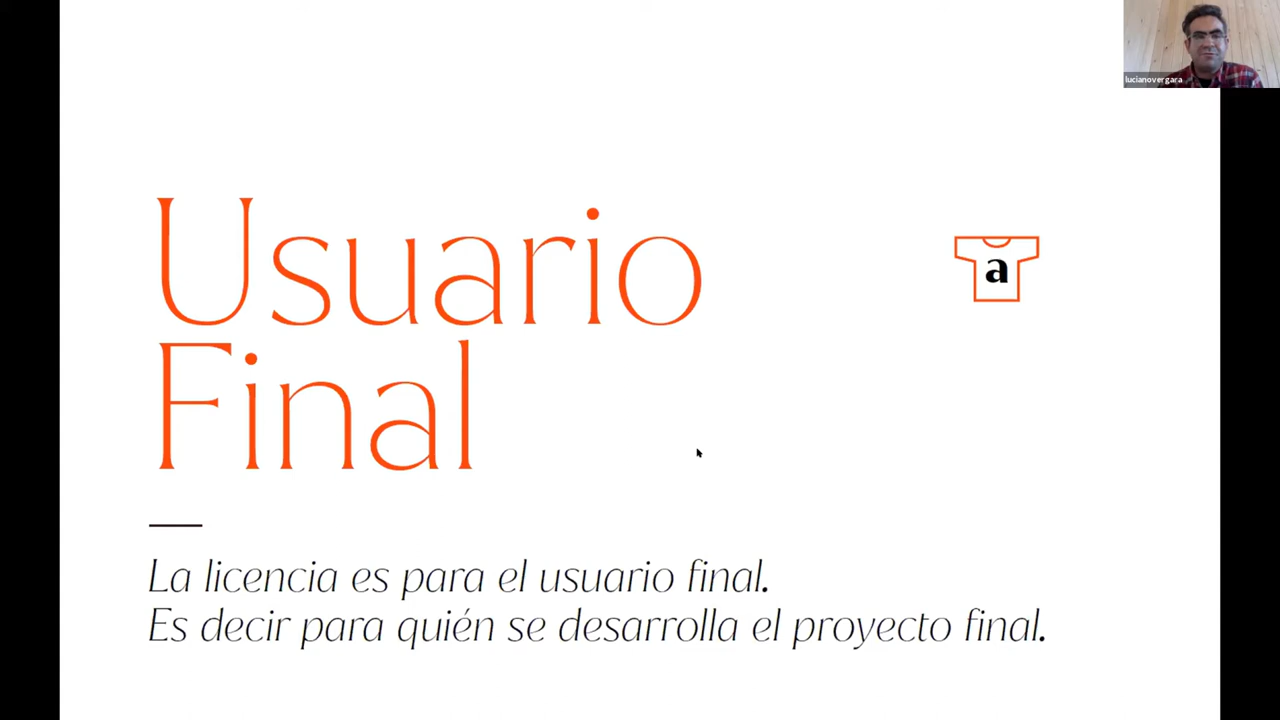 lucianovergara
Usuario
Final
a
La licencia es para el usuario final.
Es decir para quién se desarrolla el proyecto final.